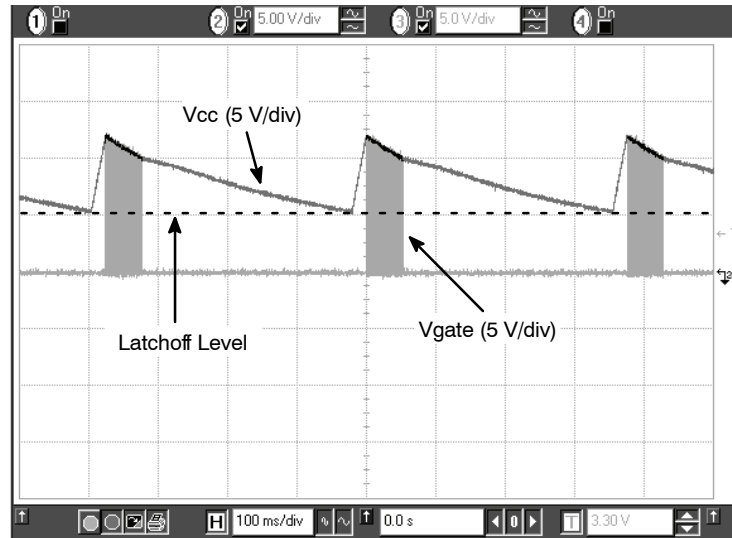 1 On 2 On 5.00 V/div 3 On 5.0 V/div 4 On
Vcc (5 V/div)
Vgate (5 V/div)
Latchoff Level
H 100 ms/div 0.0 s 0 T 3.30 V